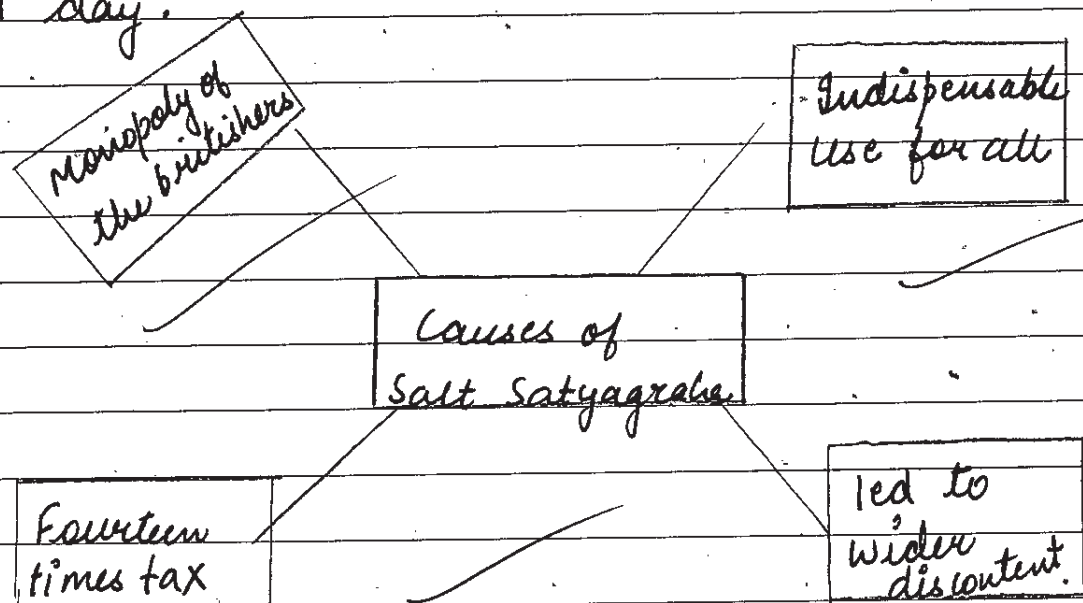 day.
Monopoly of
the britishers
Indispensable
use for all
Causes of
Salt Satyagraha
Fourteen
times tax
led to
wider
discontent.